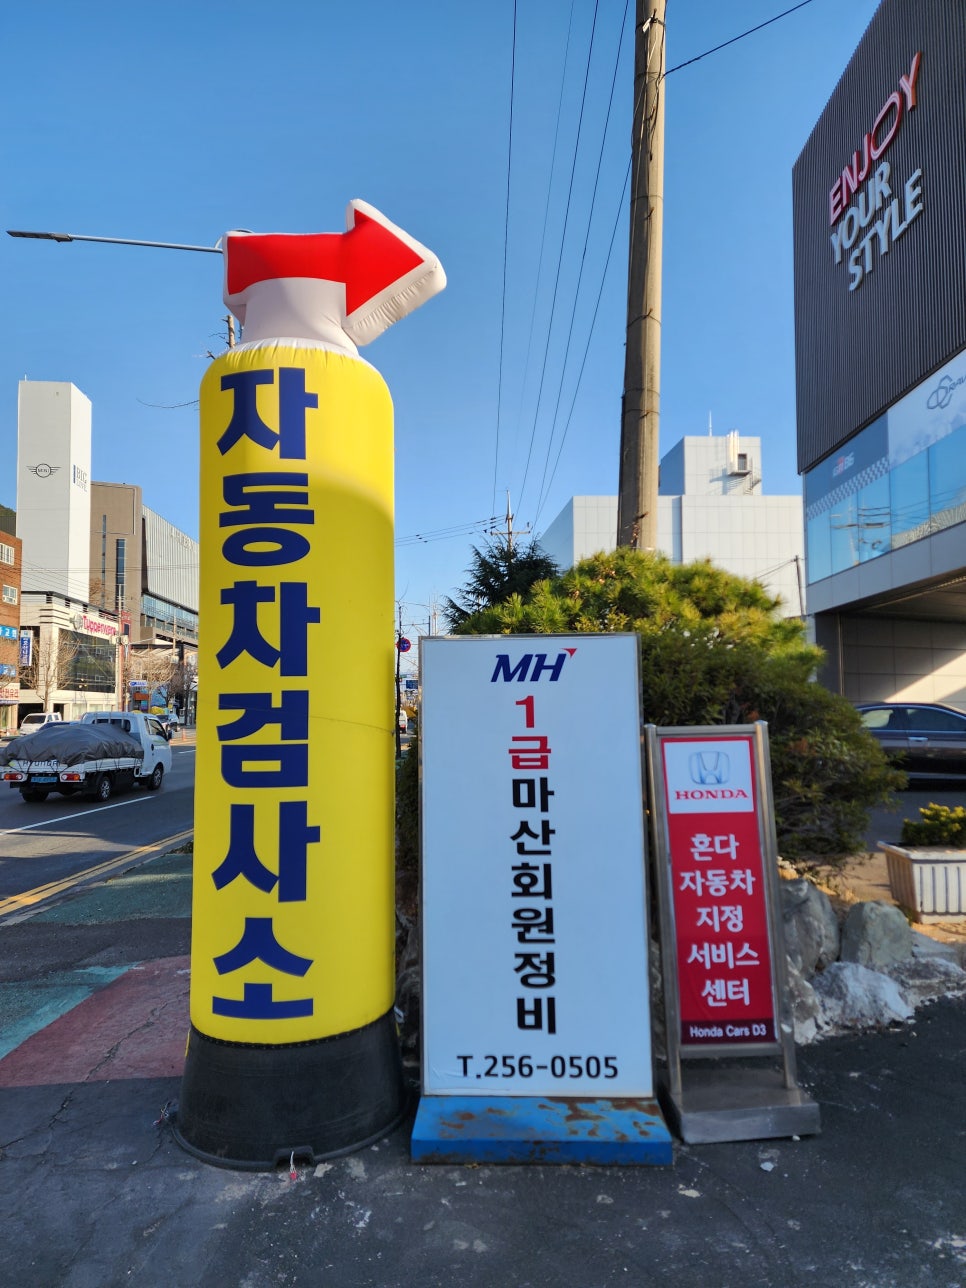 ENJOY
YOUR
STYLE
자동차검사소
MH
1급마산회원정비
T.256-0505
HONDA
혼다
자동차
지정
서비스
센터
Honda Cars D3
MINI